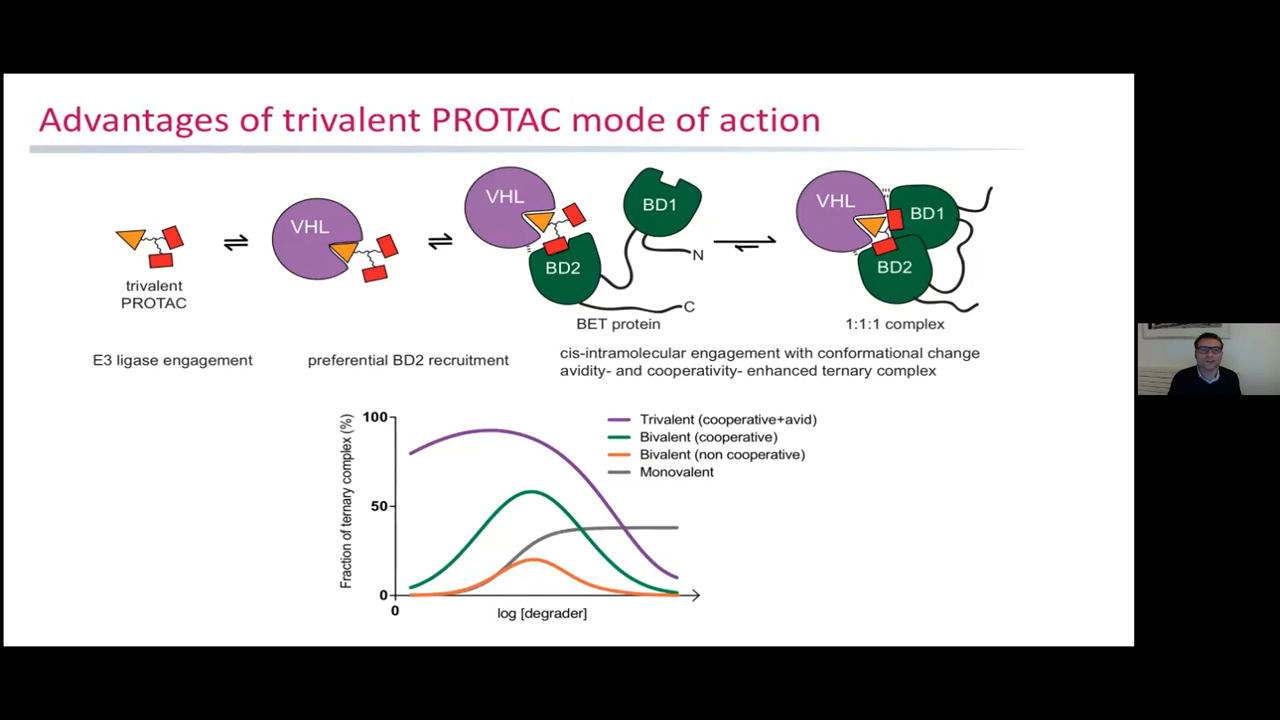 Advantages of trivalent PROTAC mode of action
VHL
VHL
VHL
BD1
BD1
BD2
BD2
N
C
trivalent
PROTAC
BET protein
1:1:1 complex
E3 ligase engagement
preferential BD2 recruitment
cis-intramolecular engagement with conformational change
avidity- and cooperativity- enhanced ternary complex
Fraction of ternary complex (%)
100
50
0
0
log [degrader]
Trivalent (cooperative+avid)
Bivalent (cooperative)
Bivalent (non cooperative)
Monovalent